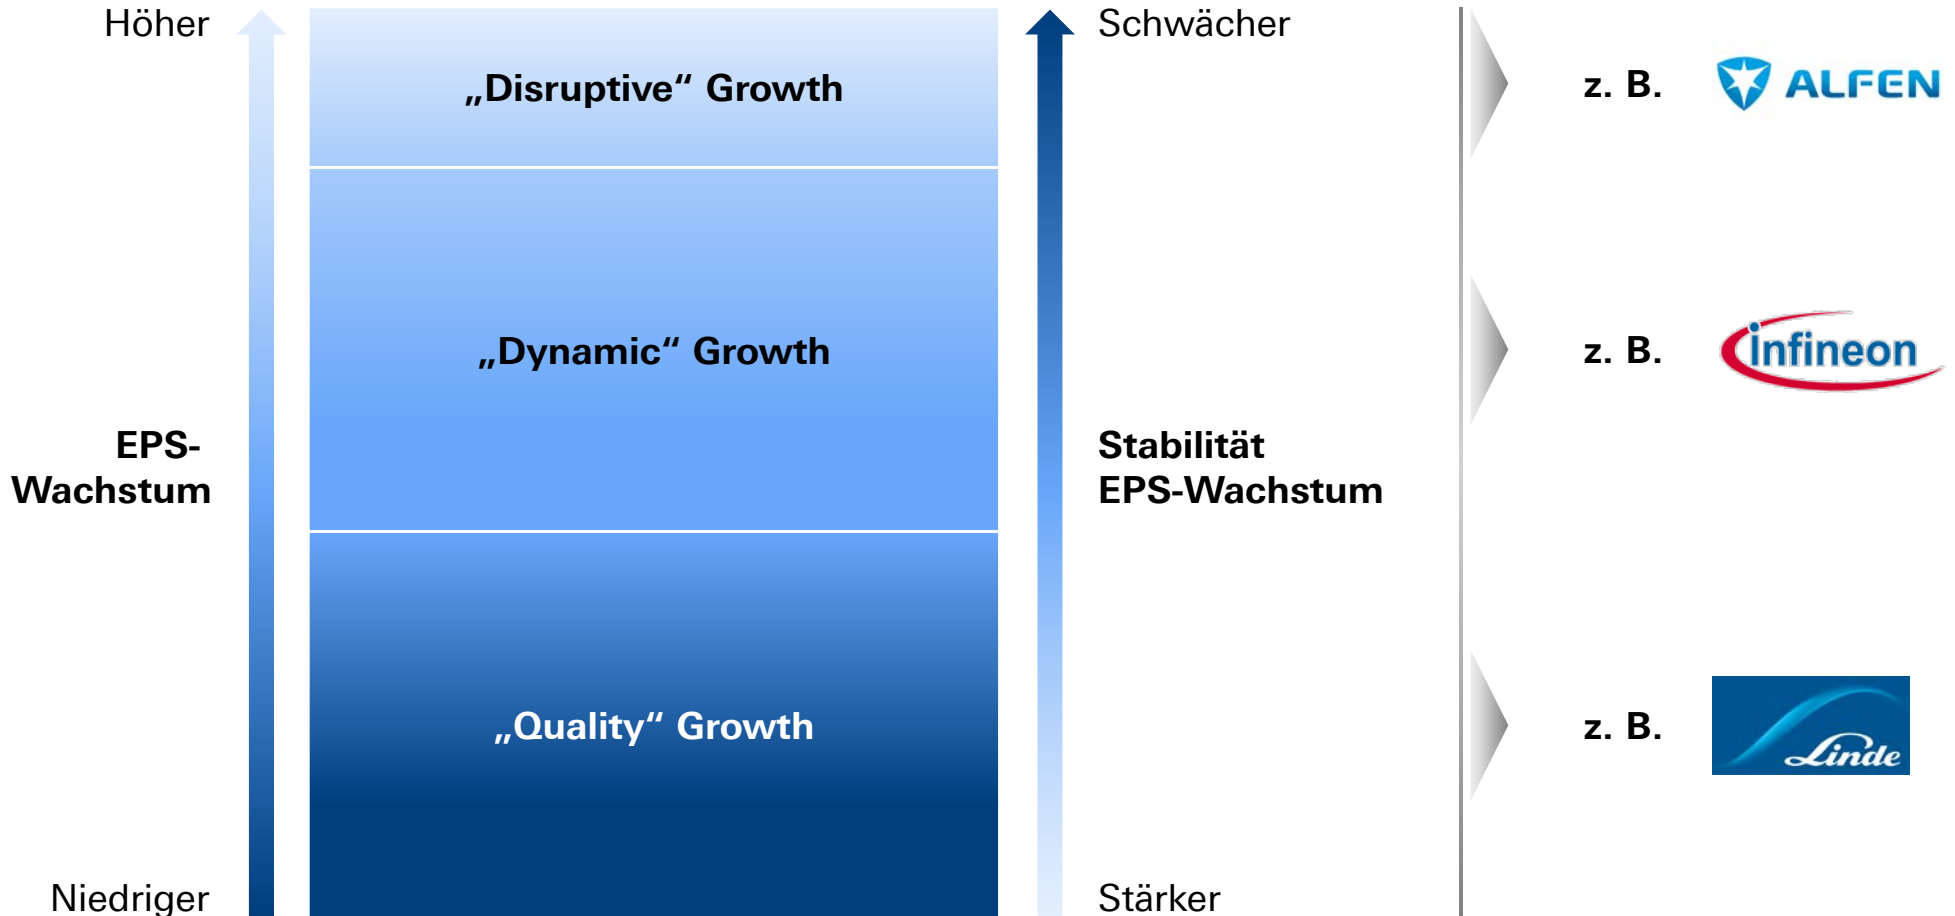 Höher
Schwächer
„Disruptive“ Growth
z. B.
ALFEN
„Dynamic“ Growth
z. B.
infineon
EPS-
Wachstum
Stabilität
EPS-Wachstum
„Quality“ Growth
z. B.
Linde
Niedriger
Stärker